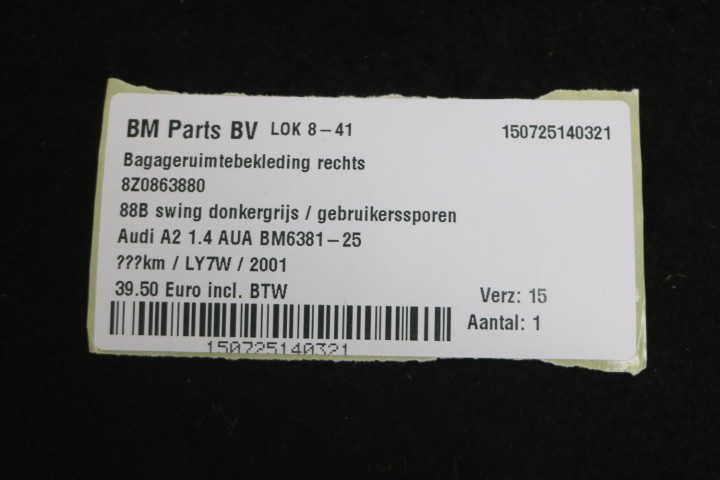 BM Parts BV LOK 8-41 150725140321
Bagageruimtebekleding rechts
8Z0863880
88B swing donkergrijs / gebruikerssporen
Audi A2 1.4 AUA BM6381-25
???km / LY7W / 2001
39.50 Euro incl. BTW Verz: 15
Aantal: 1
150725140321